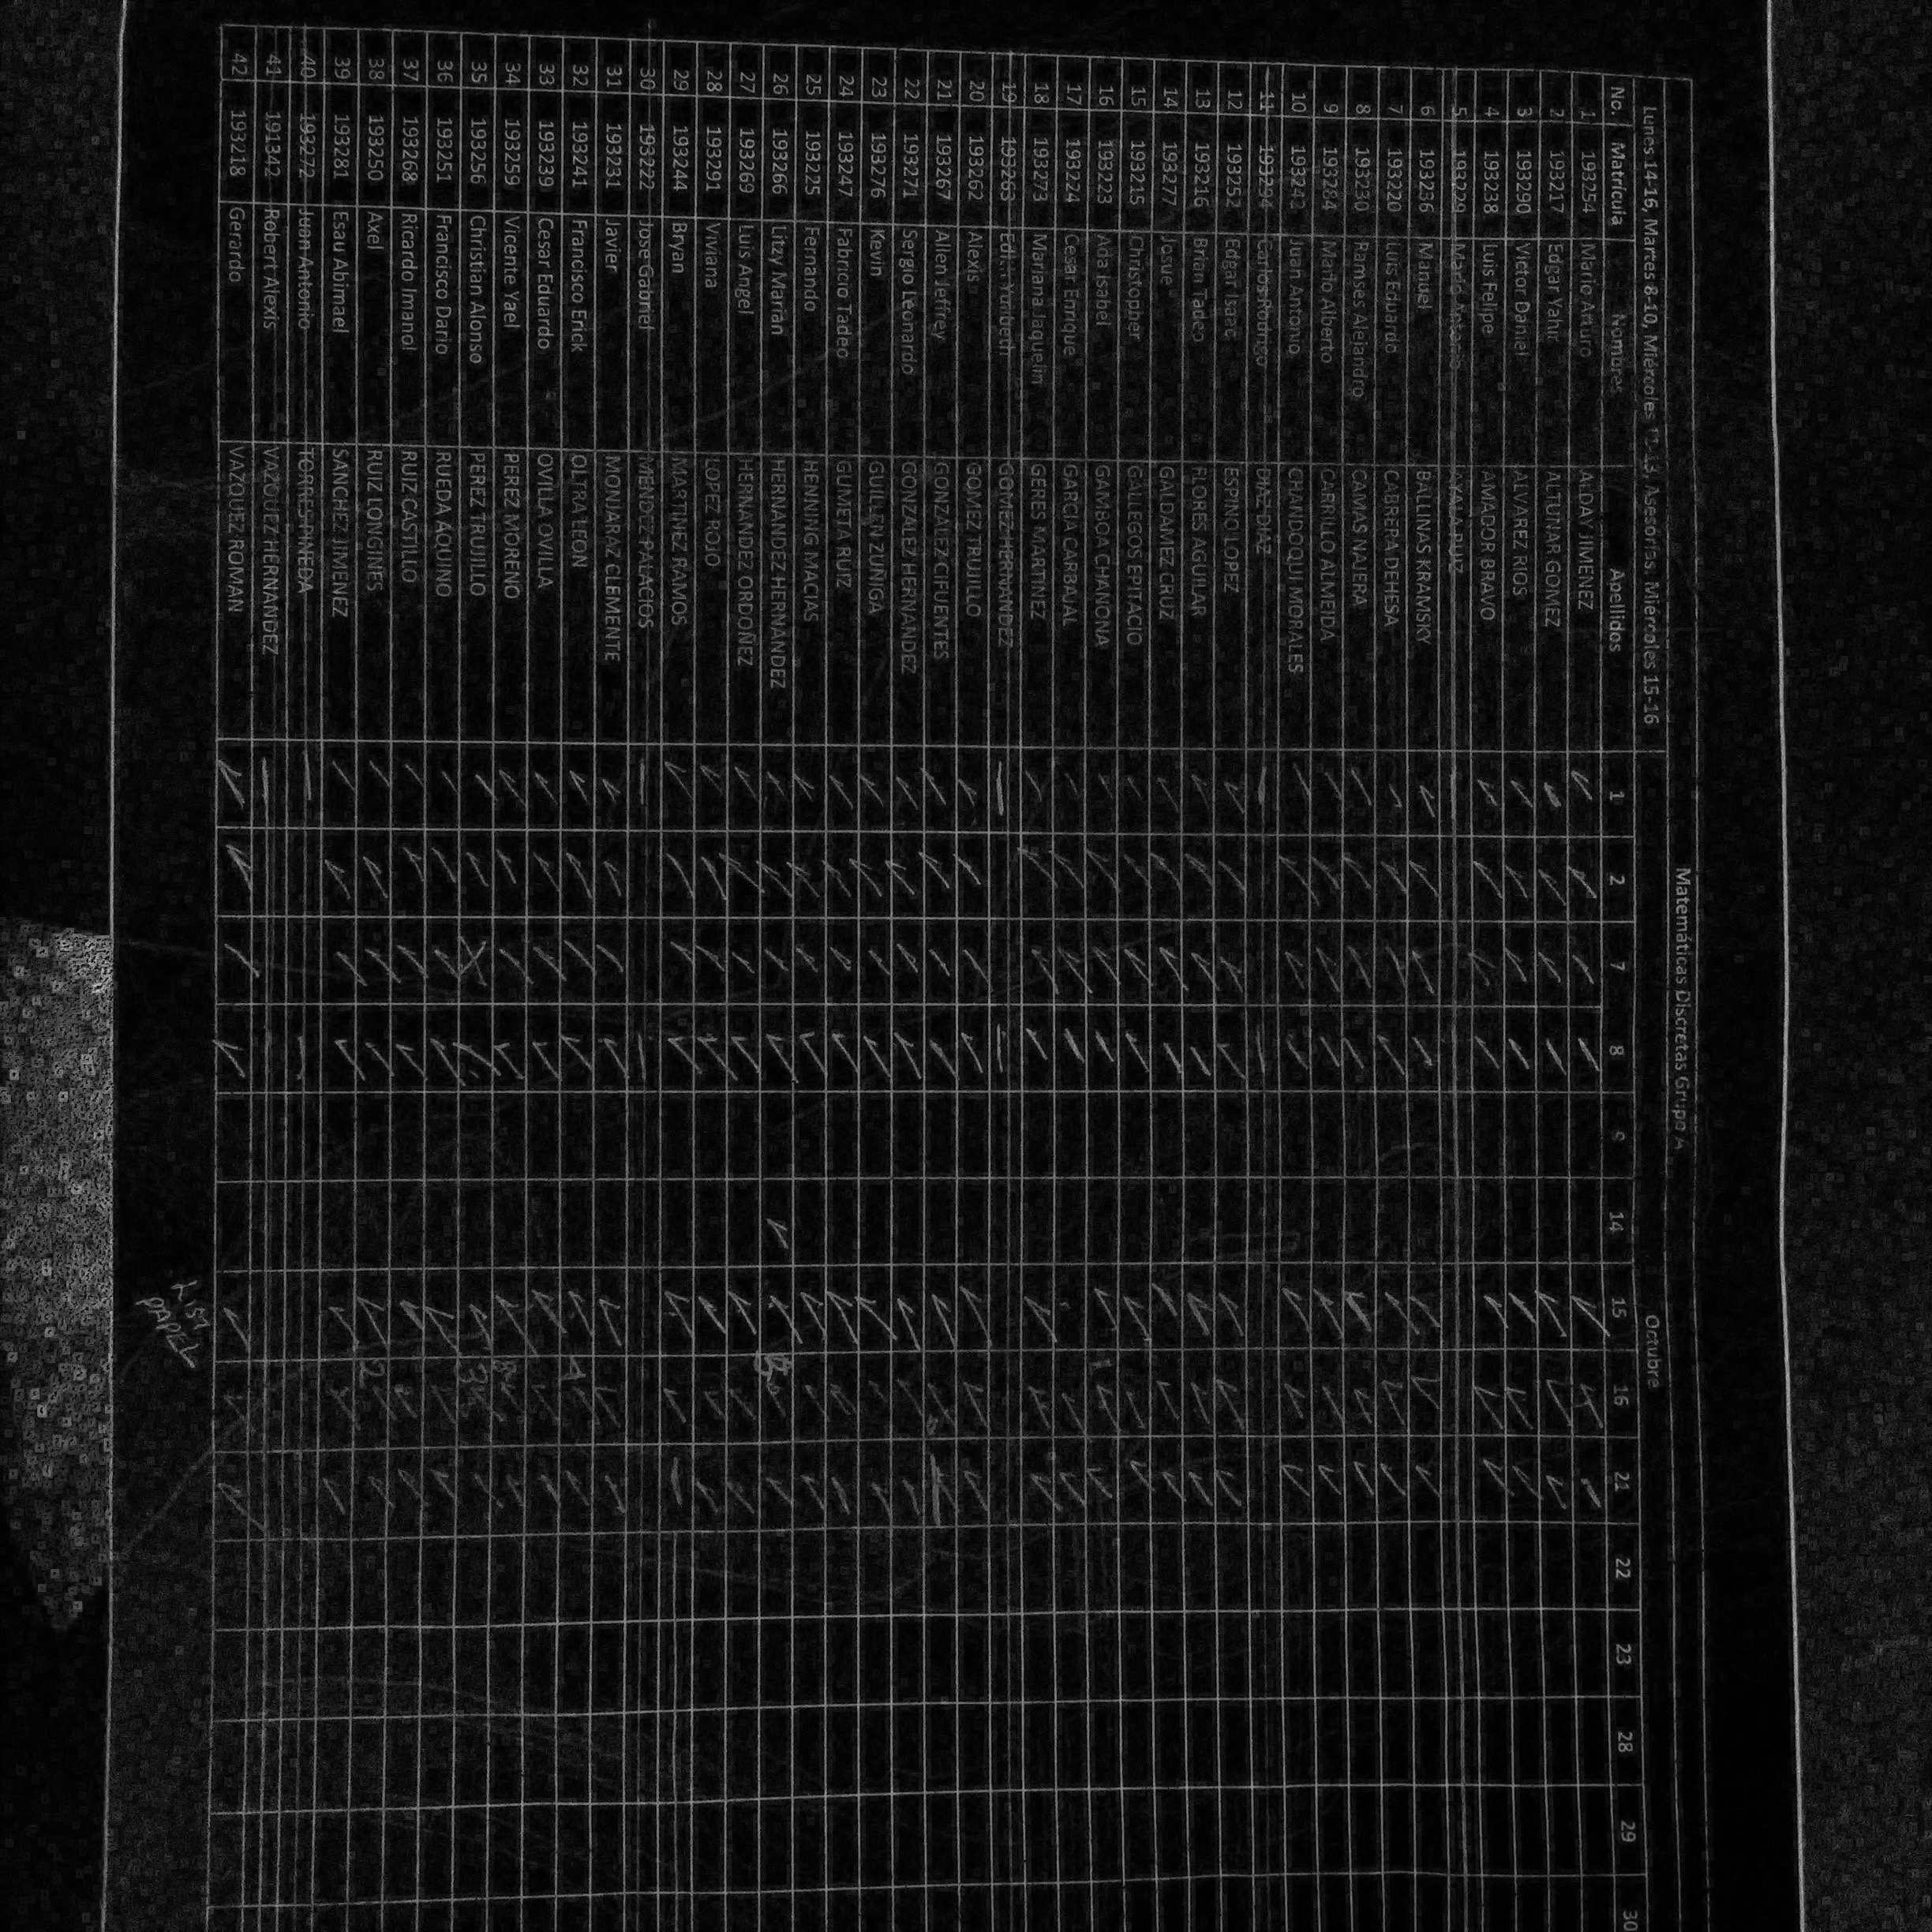 Matemáticas Discretas Grupo A
Lunes 14-16, Martes 8-10, Miércoles 11-13, Asesorías. Miércoles 15-16 Octubre
No. Matrícula Nombres Apellidos 1 2 7 8 9 14 15 16 21 22 23 28 29 30
1 193254 Mario Arturo ALDAY JIMENEZ
2 193217 Edgar Yahir ALTUNAR GOMEZ
3 193290 Victor Daniel ALVAREZ RIOS
4 193238 Luis Felipe AMADOR BRAVO
5 193229 Mario Antonio AYALA RUIZ
6 193236 Manuel BALLINAS KRAMSKY
7 193220 Luis Eduardo CABRERA DEHESA
8 193230 Ramses Alejandro CAMAS NAJERA
9 193284 Mario Alberto CARRILLO ALMEIDA
10 193242 Juan Antonio CHANDOQUI MORALES
11 193294 Carlos Rodrigo DIAZ DIAZ
12 193252 Edgar Isaac ESPINO LOPEZ
13 193216 Brian Tadeo FLORES AGUILAR
14 193277 Josue GALDAMEZ CRUZ
15 193215 Christopher GALLEGOS EPITACIO
16 193223 Ada Isabel GAMBOA CHANONA
17 193224 Cesar Enrique GARCIA CARBAJAL
18 193273 Mariana Jaquelin GERES MARTINEZ
19 193263 GOMEZ HERNANDEZ
20 193262 Alexis GOMEZ TRUJILLO
21 193267 Allen Jeffrey GONZALEZ CIFUENTES
22 193271 Sergio Leonardo GONZALEZ HERNANDEZ
23 193276 Kevin GUILLEN ZUÑIGA
24 193247 Fabricio Tadeo GUMETA RUIZ
25 193225 Fernando HENNING MACIAS
26 193266 Litzy Marian HERNANDEZ HERNANDEZ
27 193269 Luis Angel HERNANDEZ ORDOÑEZ
28 193291 Viviana LOPEZ ROJO
29 193244 Bryan MARTINEZ RAMOS
30 193222 Jose Gabriel MENDEZ PALACIOS
31 193231 Javier MONJARAZ CLEMENTE
32 193241 Francisco Erick OLTRA LEON
33 193239 Cesar Eduardo OVILLA OVILLA
34 193259 Vicente Yael PEREZ MORENO
35 193256 Christian Alonso PEREZ TRUJILLO
36 193251 Francisco Dario RUEDA AQUINO
37 193268 Ricardo Imanol RUIZ CASTILLO
38 193250 Axel RUIZ LONGINES
39 193281 Esau Abimael SANCHEZ JIMENEZ
40 193272 Juan Antonio TORRES PINEDA
41 191342 Robert Alexis VAZQUEZ HERNANDEZ
42 193218 Gerardo VAZQUEZ ROMAN
PAPEL